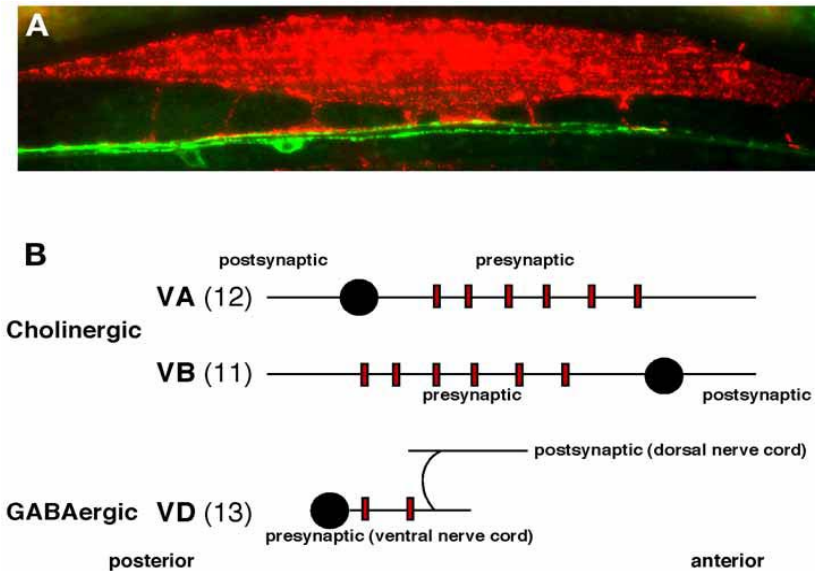 A
B
postsynaptic presynaptic
VA (12)
Cholinergic
VB (11)
presynaptic postsynaptic
postsynaptic (dorsal nerve cord)
GABAergic VD (13)
presynaptic (ventral nerve cord)
posterior anterior